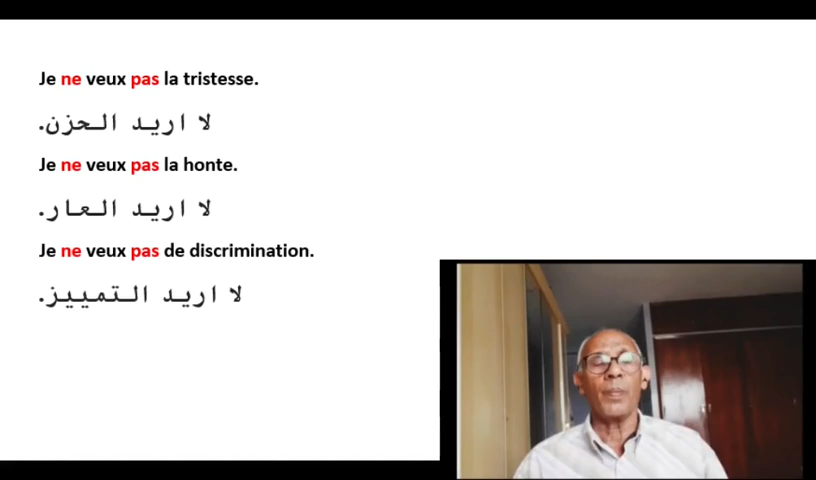 Je ne veux pas la tristesse.
لا اريد الحزن.
Je ne veux pas la honte.
لا اريد العار.
Je ne veux pas de discrimination.
لا اريد التمييز.